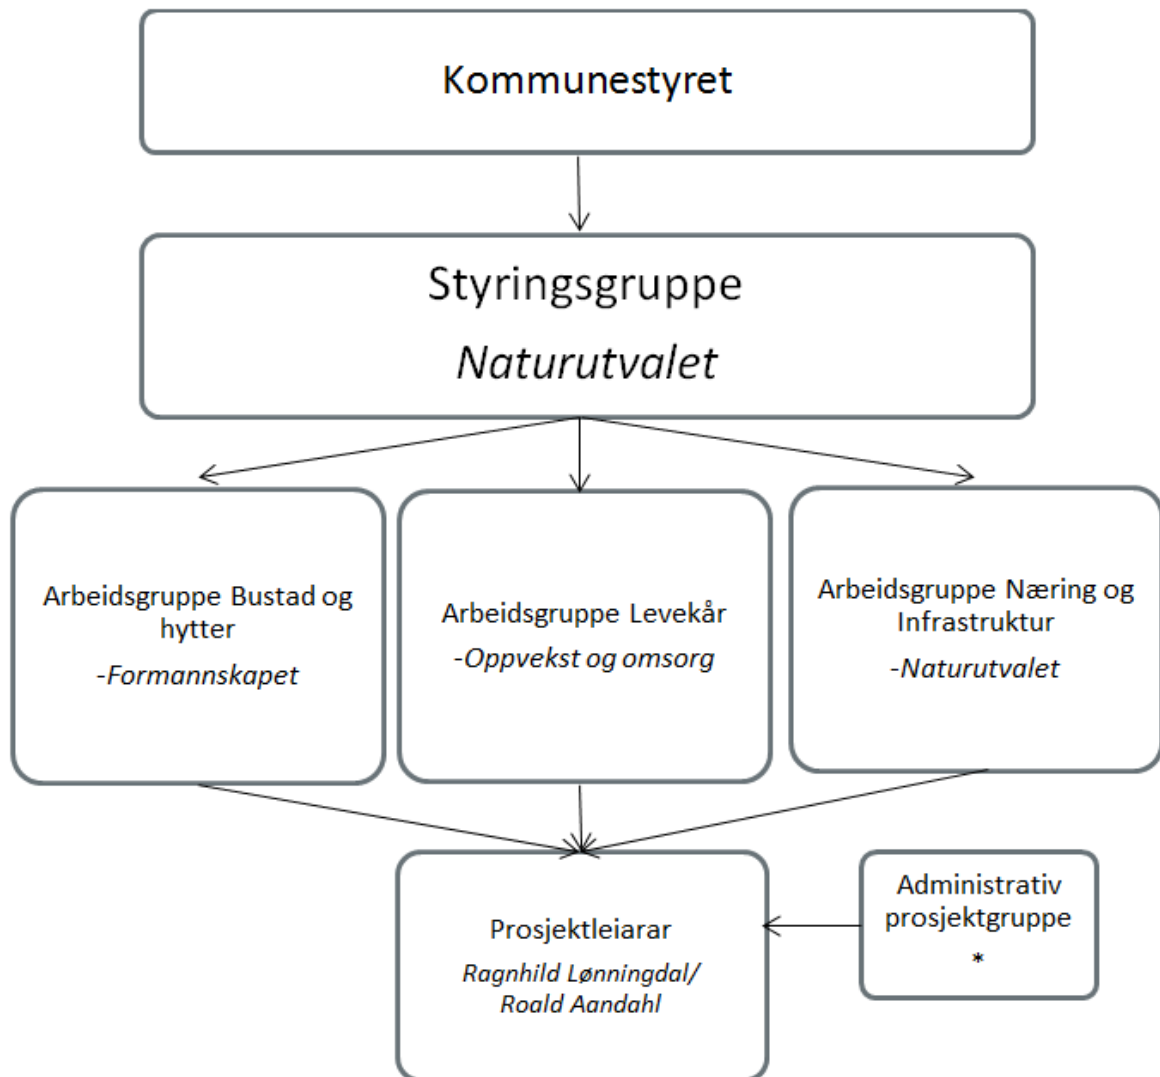 Kommunestyret
Styringsgruppe
Naturutvalet
Arbeidsgruppe Bustad og
hytter
-Formannskapet
Arbeidsgruppe Levekår
-Oppvekst og omsorg
Arbeidsgruppe Næring og
Infrastruktur
-Naturutvalet
Prosjektleiarar
Ragnhild Lønningdal/
Roald Aandahl
Administrativ
prosjektgruppe
*